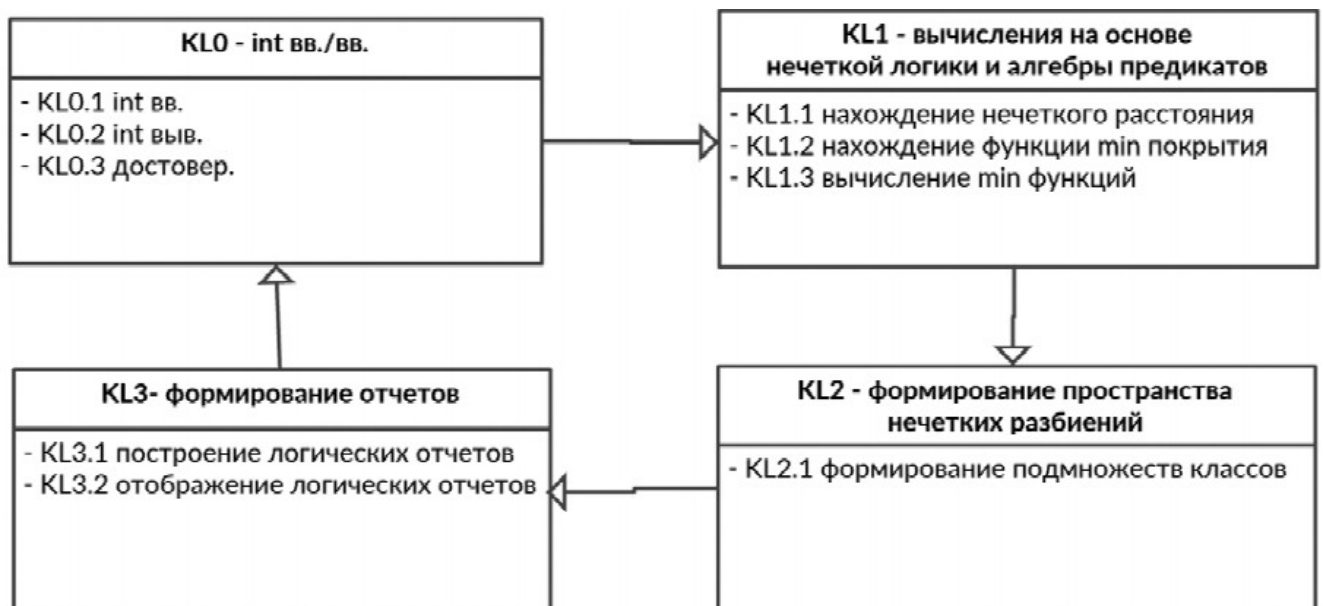 KL0 - int вв./вв.
- KL0.1 int вв.
- KL0.2 int выв.
- KL0.3 достовер.
KL1 - вычисления на основе
нечеткой логики и алгебры предикатов
- KL1.1 нахождение нечеткого расстояния
- KL1.2 нахождение функции min покрытия
- KL1.3 вычисление min функций
KL3- формирование отчетов
- KL3.1 построение логических отчетов
- KL3.2 отображение логических отчетов
KL2 - формирование пространства
нечетких разбиений
- KL2.1 формирование подмножеств классов